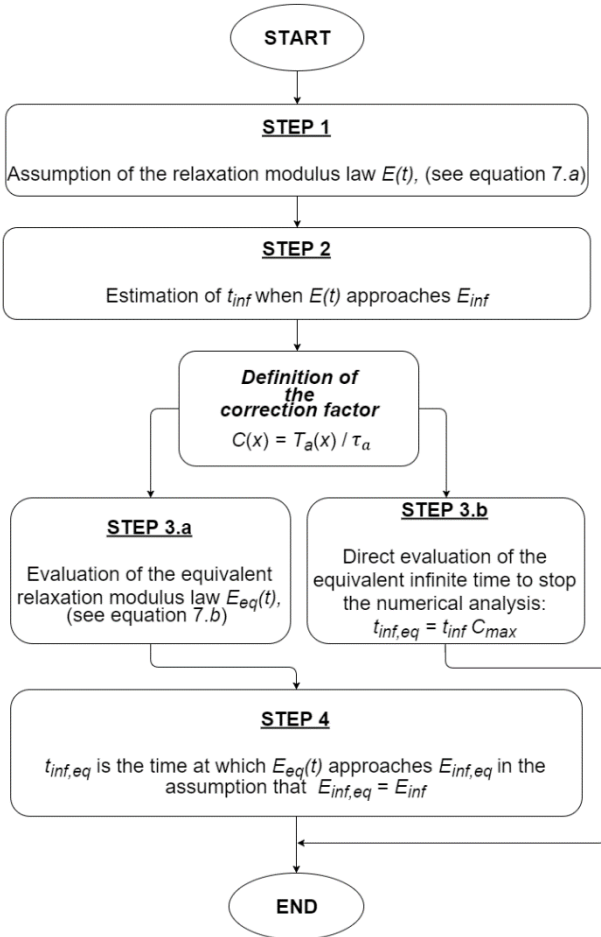 START
STEP 1
Assumption of the relaxation modulus law E(t), (see equation 7.a)
STEP 2
Estimation of tinf when E(t) approaches Einf
Definition of
the
correction factor
C(x) = Ta(x) / τa
STEP 3.a
Evaluation of the equivalent
relaxation modulus law Eeq(t),
(see equation 7.b)
STEP 3.b
Direct evaluation of the
equivalent infinite time to stop
the numerical analysis:
tinf,eq = tinf Cmax
STEP 4
tinf,eq is the time at which Eeq(t) approaches Einf,eq in the
assumption that Einf,eq = Einf
END